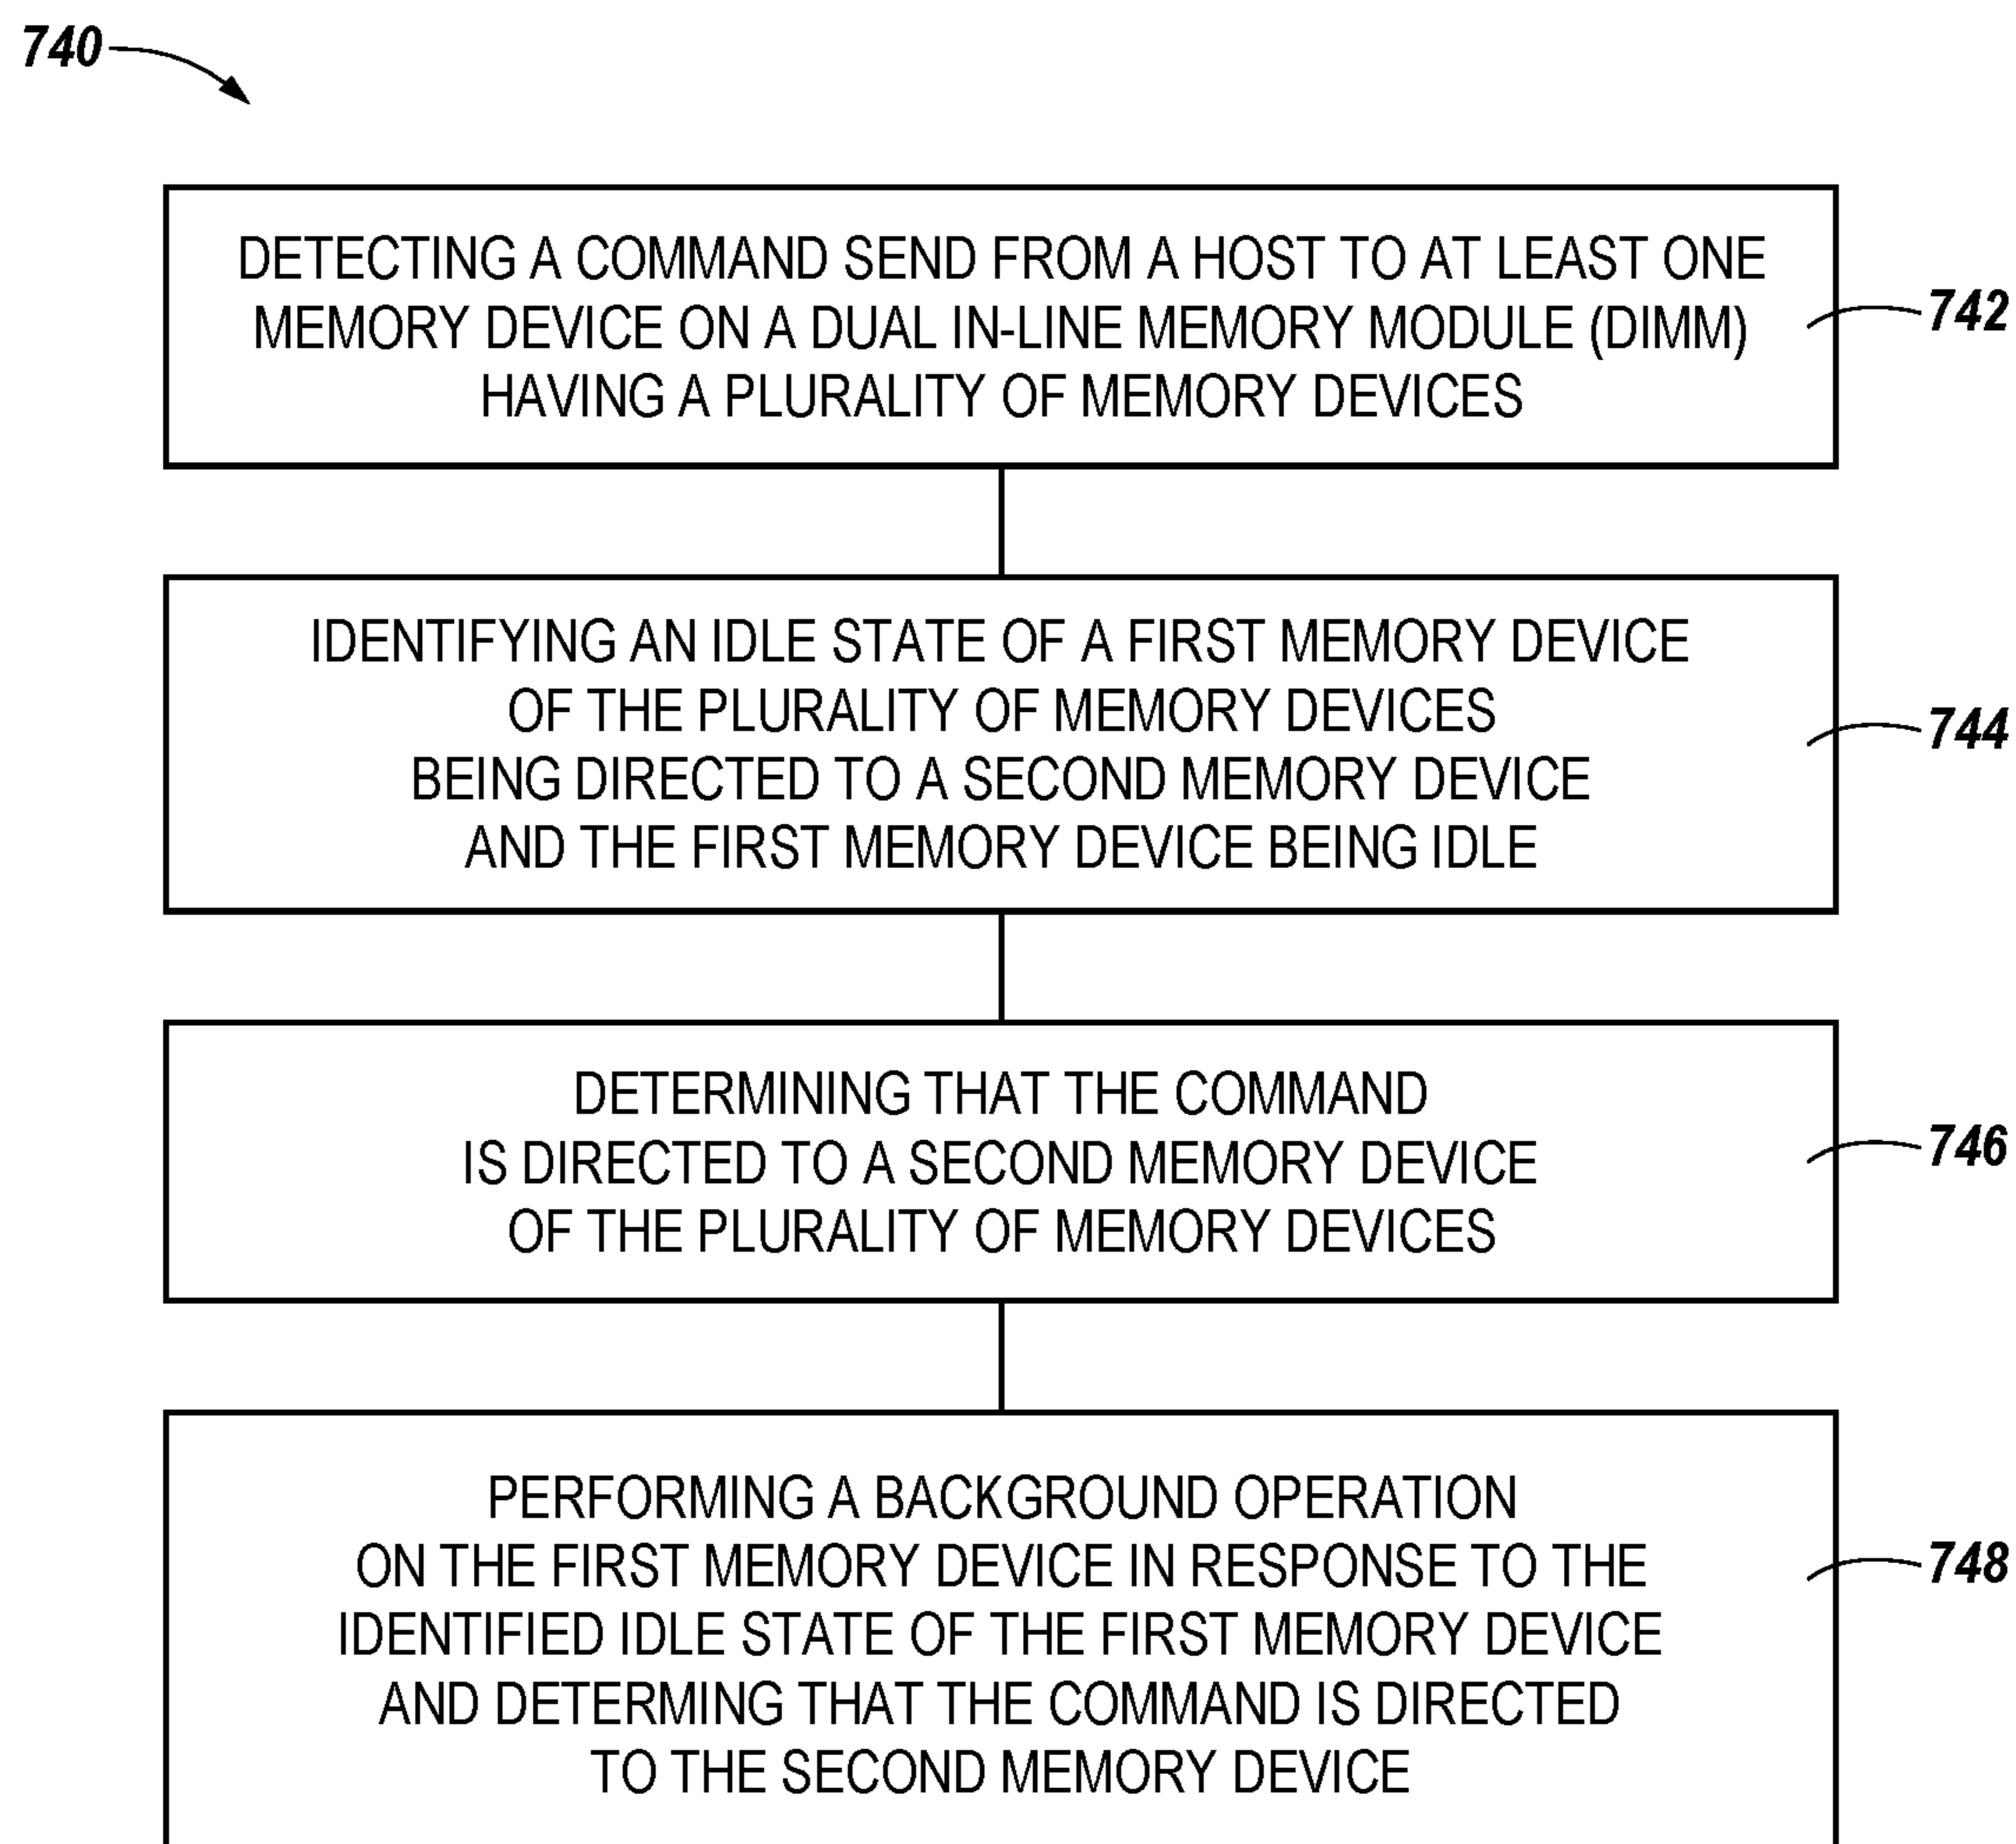 740
DETECTING A COMMAND SEND FROM A HOST TO AT LEAST ONE
MEMORY DEVICE ON A DUAL IN-LINE MEMORY MODULE (DIMM)
HAVING A PLURALITY OF MEMORY DEVICES
742
IDENTIFYING AN IDLE STATE OF A FIRST MEMORY DEVICE
OF THE PLURALITY OF MEMORY DEVICES
BEING DIRECTED TO A SECOND MEMORY DEVICE
AND THE FIRST MEMORY DEVICE BEING IDLE
744
DETERMINING THAT THE COMMAND
IS DIRECTED TO A SECOND MEMORY DEVICE
OF THE PLURALITY OF MEMORY DEVICES
746
PERFORMING A BACKGROUND OPERATION
ON THE FIRST MEMORY DEVICE IN RESPONSE TO THE
IDENTIFIED IDLE STATE OF THE FIRST MEMORY DEVICE
AND DETERMING THAT THE COMMAND IS DIRECTED
TO THE SECOND MEMORY DEVICE
748